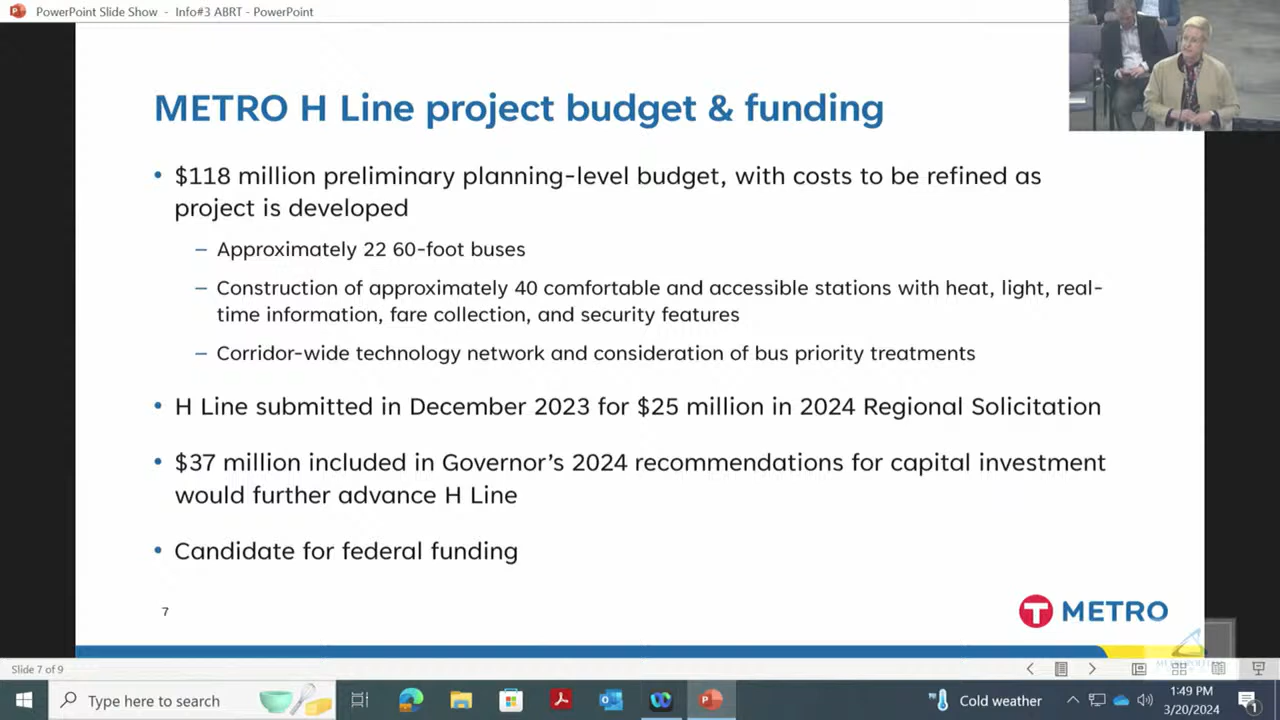 PowerPoint Slide Show - Info#3 ABRT - PowerPoint
METRO H Line project budget & funding
• $118 million preliminary planning-level budget, with costs to be refined as
project is developed
– Approximately 22 60-foot buses
– Construction of approximately 40 comfortable and accessible stations with heat, light, real-
time information, fare collection, and security features
– Corridor-wide technology network and consideration of bus priority treatments
• H Line submitted in December 2023 for $25 million in 2024 Regional Solicitation
• $37 million included in Governor’s 2024 recommendations for capital investment
would further advance H Line
• Candidate for federal funding
7
T METRO
Slide 7 of 9
Type here to search
Cold weather
1:49 PM
3/20/2024
1